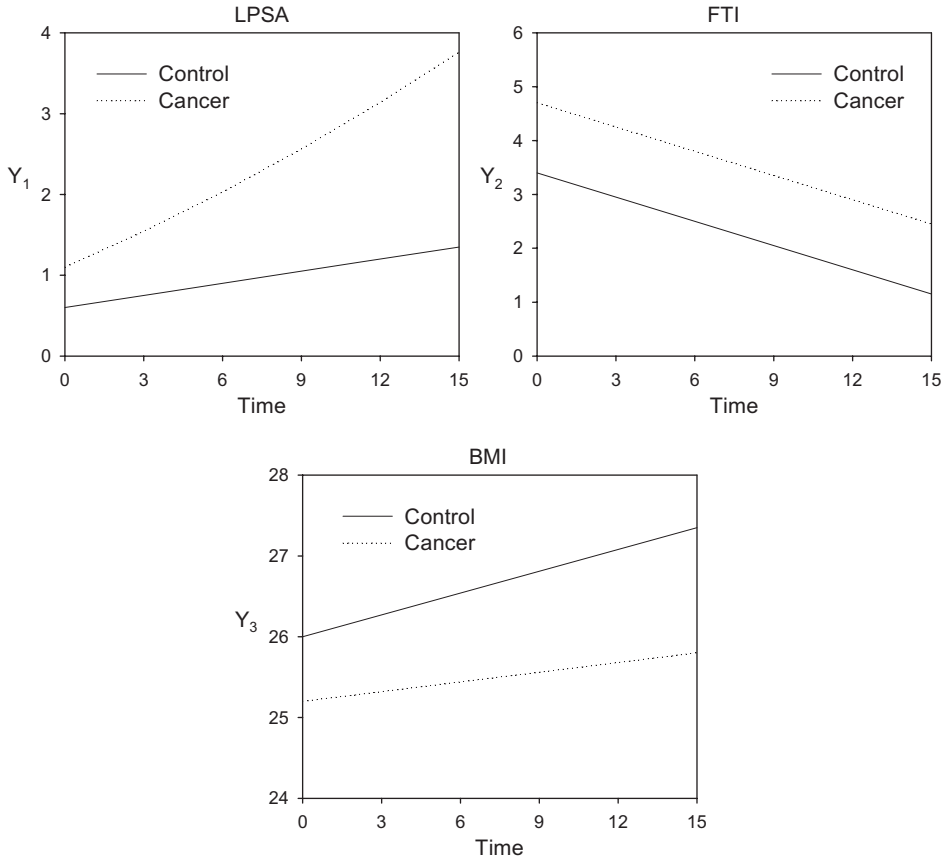 LPSA
4
3
2
1
0
Y1
Control
Cancer
0 3 6 9 12 15
Time
FTI
6
5
4
3
2
1
0
Y2
Control
Cancer
0 3 6 9 12 15
Time
BMI
28
27
26
25
24
Y3
Control
Cancer
0 3 6 9 12 15
Time